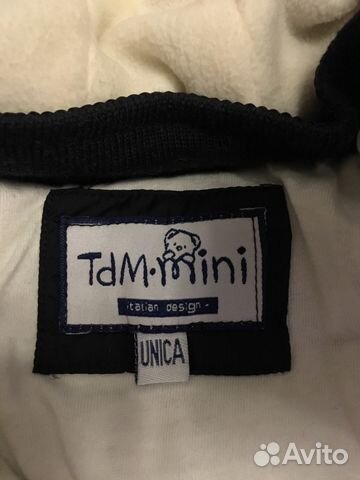 TdM·mini
italian design
UNICA
Avito